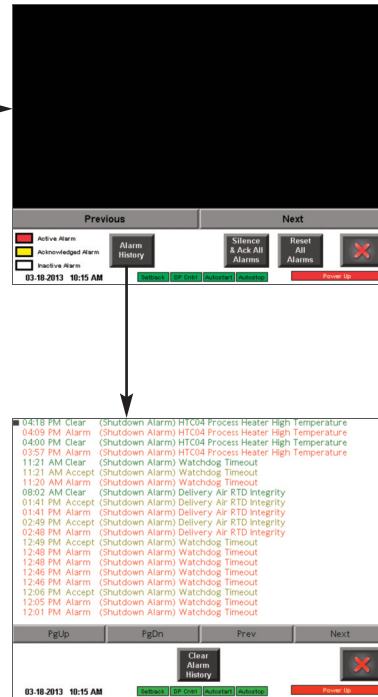 Previous Next
Active Alarm
Acknowledged Alarm
Inactive Alarm
Alarm
History
Silence
& Ack All
Alarms
Reset
All
Alarms
03-18-2013 10:15 AM Setback DP Cntrl Autostart Autostop Power Up
04:18 PM Clear (Shutdown Alarm) HTC04 Process Heater High Temperature
04:09 PM Alarm (Shutdown Alarm) HTC04 Process Heater High Temperature
04:00 PM Clear (Shutdown Alarm) HTC04 Process Heater High Temperature
03:57 PM Alarm (Shutdown Alarm) HTC04 Process Heater High Temperature
11:21 AM Clear (Shutdown Alarm) Watchdog Timeout
11:21 AM Accept (Shutdown Alarm) Watchdog Timeout
11:20 AM Alarm (Shutdown Alarm) Watchdog Timeout
08:02 AM Clear (Shutdown Alarm) Delivery Air RTD Integrity
01:41 PM Accept (Shutdown Alarm) Delivery Air RTD Integrity
01:41 PM Alarm (Shutdown Alarm) Delivery Air RTD Integrity
02:49 PM Accept (Shutdown Alarm) Delivery Air RTD Integrity
02:48 PM Alarm (Shutdown Alarm) Delivery Air RTD Integrity
12:49 PM Accept (Shutdown Alarm) Watchdog Timeout
12:48 PM Alarm (Shutdown Alarm) Watchdog Timeout
12:48 PM Alarm (Shutdown Alarm) Watchdog Timeout
12:46 PM Alarm (Shutdown Alarm) Watchdog Timeout
12:46 PM Alarm (Shutdown Alarm) Watchdog Timeout
12:06 PM Accept (Shutdown Alarm) Watchdog Timeout
12:05 PM Alarm (Shutdown Alarm) Watchdog Timeout
12:01 PM Alarm (Shutdown Alarm) Watchdog Timeout
PgUp PgDn Prev Next
Clear
Alarm
History
03-18-2013 10:15 AM Setback DP Cntrl Autostart Autostop Power Up